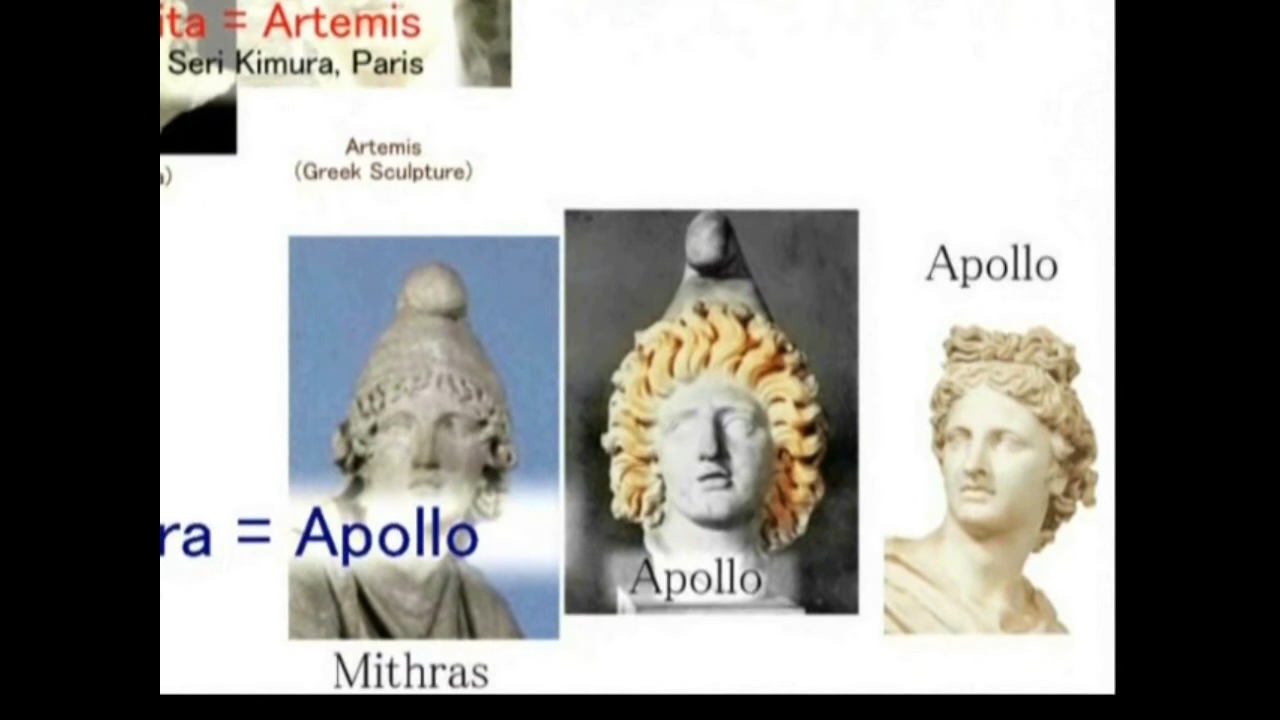 ita = Artemis
Seri Kimura, Paris
Artemis
(Greek Sculpture)
a)
Apollo
ra = Apollo
Apollo
Mithras